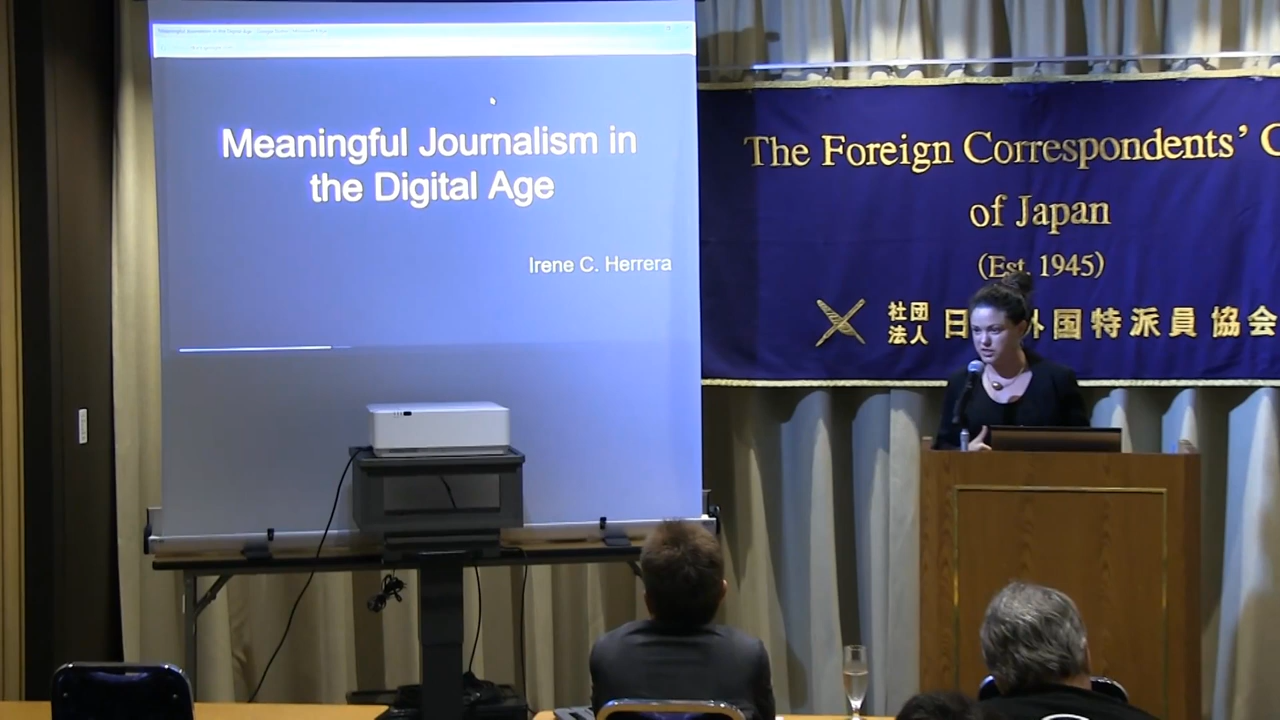 Meaningful Journalism in
the Digital Age
Irene C. Herrera
The Foreign Correspondents' C
of Japan
(Est. 1945)
社団
法人
日 外国特派員協会